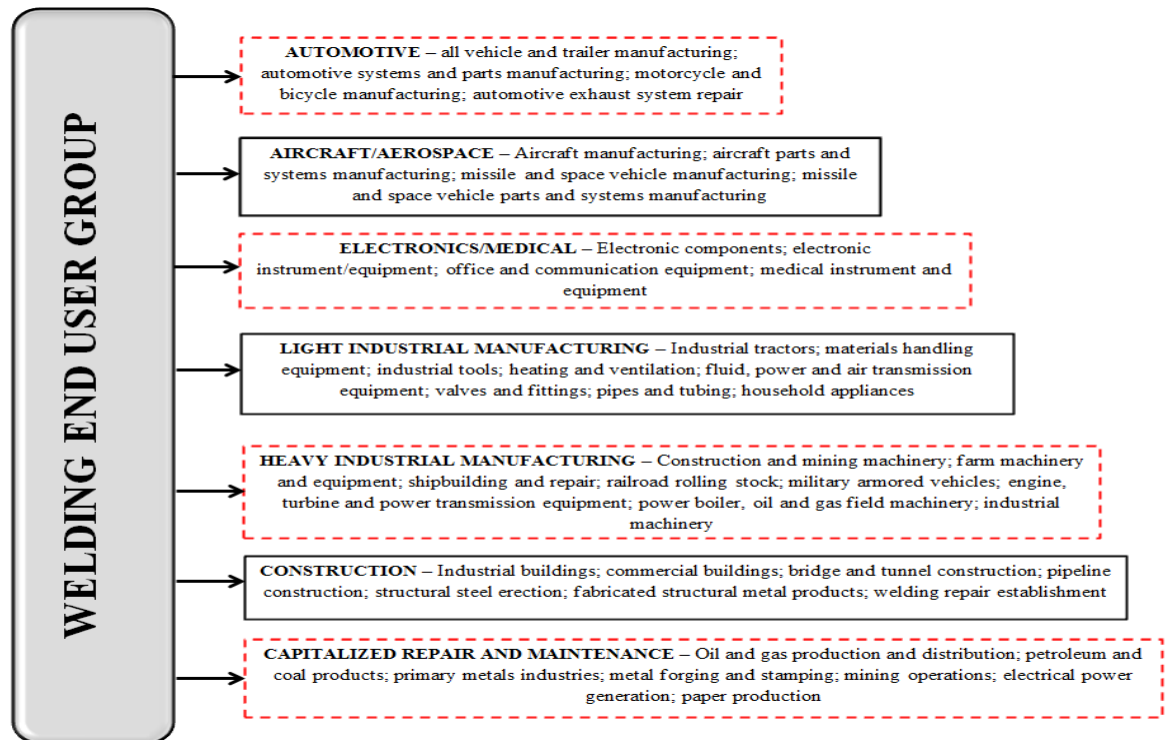 WELDING END USER GROUP
AUTOMOTIVE – all vehicle and trailer manufacturing;
automotive systems and parts manufacturing; motorcycle and
bicycle manufacturing; automotive exhaust system repair
AIRCRAFT/AEROSPACE – Aircraft manufacturing; aircraft parts and
systems manufacturing; missile and space vehicle manufacturing; missile
and space vehicle parts and systems manufacturing
ELECTRONICS/MEDICAL – Electronic components; electronic
instrument/equipment; office and communication equipment; medical instrument and
equipment
LIGHT INDUSTRIAL MANUFACTURING – Industrial tractors; materials handling
equipment; industrial tools; heating and ventilation; fluid, power and air transmission
equipment; valves and fittings; pipes and tubing; household appliances
HEAVY INDUSTRIAL MANUFACTURING – Construction and mining machinery; farm machinery
and equipment; shipbuilding and repair; railroad rolling stock; military armored vehicles; engine,
turbine and power transmission equipment; power boiler, oil and gas field machinery; industrial
machinery
CONSTRUCTION – Industrial buildings; commercial buildings; bridge and tunnel construction; pipeline
construction; structural steel erection; fabricated structural metal products; welding repair establishment
CAPITALIZED REPAIR AND MAINTENANCE – Oil and gas production and distribution; petroleum and
coal products; primary metals industries; metal forging and stamping; mining operations; electrical power
generation; paper production